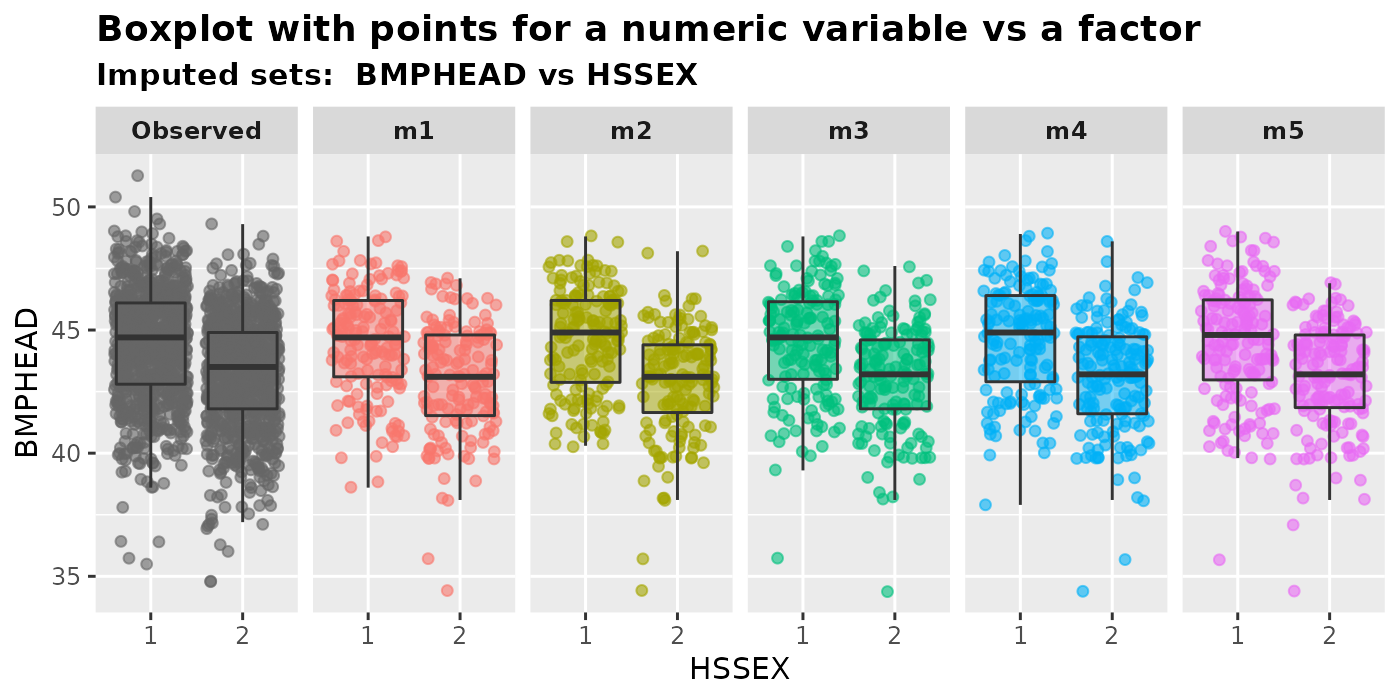 Boxplot with points for a numeric variable vs a factor
Imputed sets:  BMPHEAD vs HSSEX
Observed m1 m2 m3 m4 m5
50
45
40
35
BMPHEAD
1 2 1 2 1 2 1 2 1 2 1 2
HSSEX